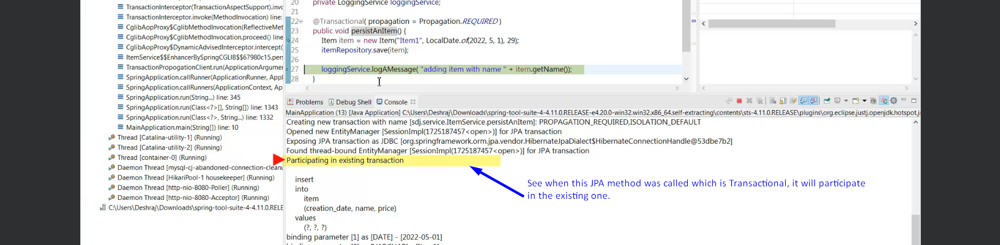 TransactionInterceptor(TransactionAspectSupport).invo
TransactionInterceptor.invoke(MethodInvocation) line:
CglibAopProxy$CglibMethodInvocation(ReflectiveMet
CglibAopProxy$CglibMethodInvocation.proceed() line
CglibAopProxy$DynamicAdvisedInterceptor.intercept(
ItemService$$EnhancerBySpringCGLIB$$67980c15.pers
TransactionPropogationClient.run(ApplicationArgumer
SpringApplication.callRunner(ApplicationRunner, Appl
SpringApplication.callRunners(ApplicationContext, Ap
SpringApplication.run(String...) line: 345
SpringApplication.run(Class<?>[], String[]) line: 1343
SpringApplication.run(Class<?>, String...) line: 1332
MainApplication.main(String[]) line: 10
Thread [Catalina-utility-1] (Running)
Thread [Catalina-utility-2] (Running)
Thread [container-0] (Running)
Daemon Thread [mysql-cj-abandoned-connection-cleanu
Daemon Thread [HikariPool-1 housekeeper] (Running)
Daemon Thread [http-nio-8080-Poller] (Running)
Daemon Thread [http-nio-8080-Acceptor] (Running)
C:\Users\Deshraj\Downloads\spring-tool-suite-4-4.11.0.RELE
20 private LoggingService loggingService;
21
22 @Transactional( propagation = Propagation.REQUIRED )
23 public void persistAnItem() {
24 Item item = new Item("Item1", LocalDate.of(2022, 5, 1), 29);
25 itemRepository.save(item);
26
27 loggingService.logAMessage( "adding item with name " + item.getName());
28 }
Problems Debug Shell Console
MainApplication (13) [Java Application] C:\Users\Deshraj\Downloads\spring-tool-suite-4-4.11.0.RELEASE-e4.20.0-win32.win32.x86_64.self-extracting\contents\sts-4.11.0.RELEASE\plugins\org.eclipse.justj.openjdk.hotspot.j
Creating new transaction with name [sdj.service.ItemService.persistAnItem]: PROPAGATION_REQUIRED,ISOLATION_DEFAULT
Opened new EntityManager [SessionImpl(1725187457<open>)] for JPA transaction
Exposing JPA transaction as JDBC [org.springframework.orm.jpa.vendor.HibernateJpaDialect$HibernateConnectionHandle@53dbe7b2]
Found thread-bound EntityManager [SessionImpl(1725187457<open>)] for JPA transaction
Participating in existing transaction
insert
into
item
(creation_date, name, price)
values
(?, ?, ?)
binding parameter [1] as [DATE] - [2022-05-01]
See when this JPA method was called which is Transactional, it will participate
in the existing one.